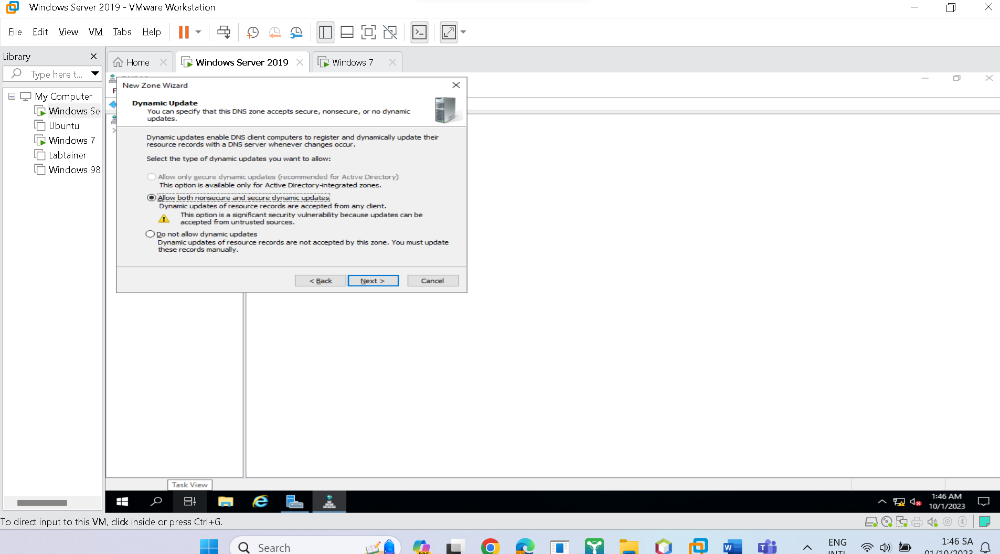 Windows Server 2019 - VMware Workstation
File Edit View VM Tabs Help
Library
Home
Windows Server 2019
Windows 7
Type here t...
My Computer
Windows Ser
Ubuntu
Windows 7
Labtainer
Windows 98
New Zone Wizard
Dynamic Update
You can specify that this DNS zone accepts secure, nonsecure, or no dynamic
updates.
Dynamic updates enable DNS client computers to register and dynamically update their
resource records with a DNS server whenever changes occur.
Select the type of dynamic updates you want to allow:
Allow only secure dynamic updates (recommended for Active Directory)
This option is available only for Active Directory-integrated zones.
Allow both nonsecure and secure dynamic updates
Dynamic updates of resource records are accepted from any client.
This option is a significant security vulnerability because updates can be
accepted from untrusted sources.
Do not allow dynamic updates
Dynamic updates of resource records are not accepted by this zone. You must update
these records manually.
< Back
Next >
Cancel
Task View
1:46 AM
10/1/2023
To direct input to this VM, click inside or press Ctrl+G.
Search
ENG
INTL
1:46 SA
01/10/2023